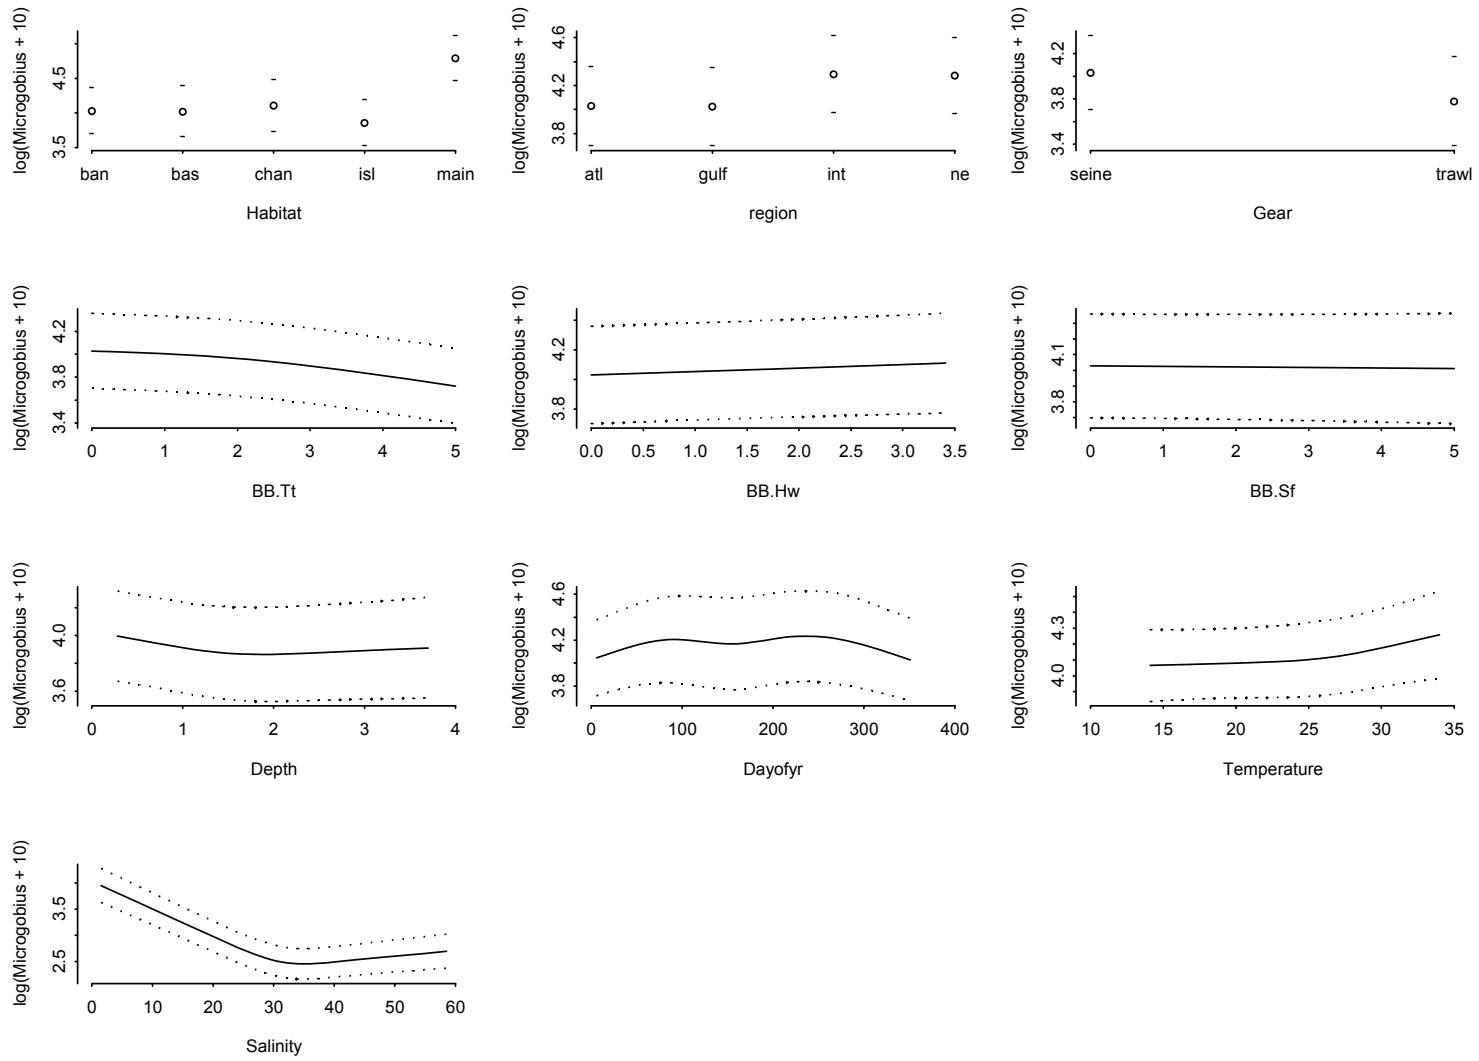 log(Microgobius + 10)
3.5 4.5
ban bas chan isl main
Habitat
log(Microgobius + 10)
3.8 4.2 4.6
atl gulf int ne
region
log(Microgobius + 10)
3.4 3.8 4.2
seine trawl
Gear
log(Microgobius + 10)
3.4 3.8 4.2
0 1 2 3 4 5
BB.Tt
log(Microgobius + 10)
3.8 4.2
0.0 0.5 1.0 1.5 2.0 2.5 3.0 3.5
BB.Hw
log(Microgobius + 10)
3.8 4.1
0 1 2 3 4 5
BB.Sf
log(Microgobius + 10)
3.6 4.0
0 1 2 3 4
Depth
log(Microgobius + 10)
3.8 4.2 4.6
0 100 200 300 400
Dayofyr
log(Microgobius + 10)
4.0 4.3
10 15 20 25 30 35
Temperature
log(Microgobius + 10)
2.5 3.5
0 10 20 30 40 50 60
Salinity